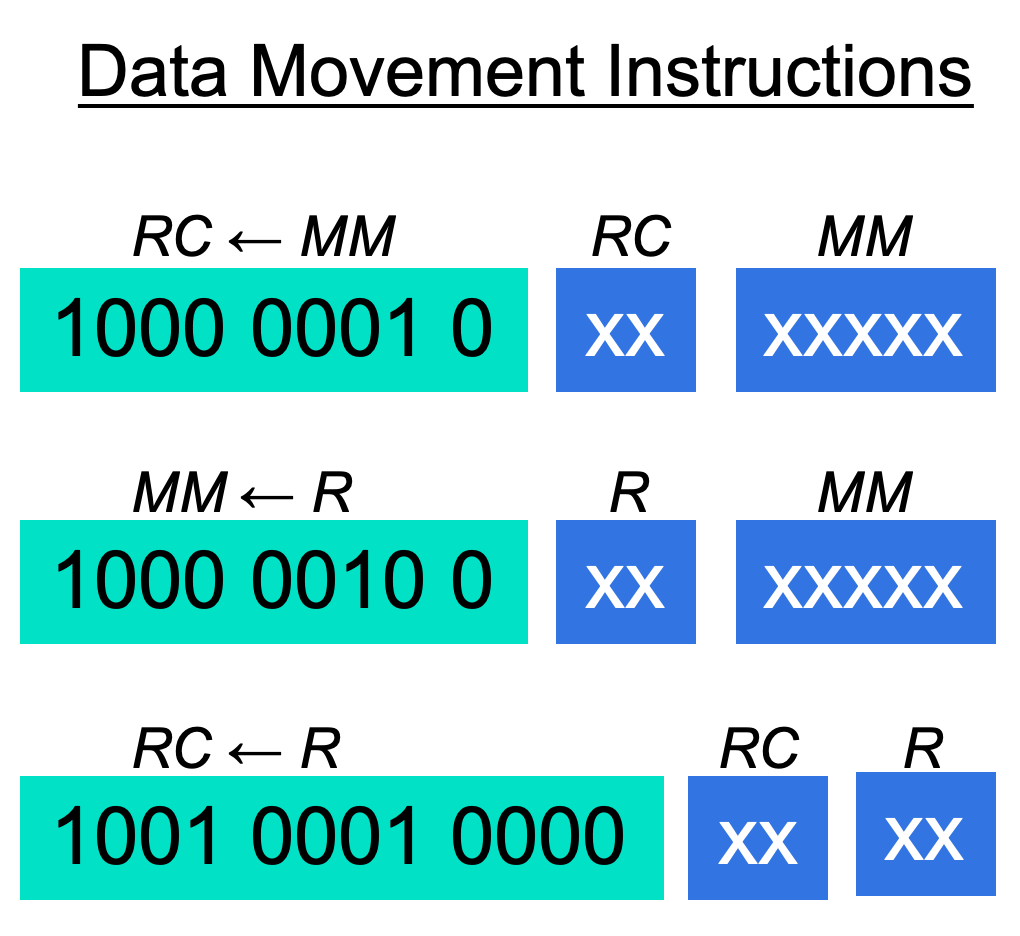 Data Movement Instructions
RC ← MM RC MM
1000 0001 0 xx xxxxx
MM ← R R MM
1000 0010 0 xx xxxxx
RC ← R RC R
1001 0001 0000 xx xx